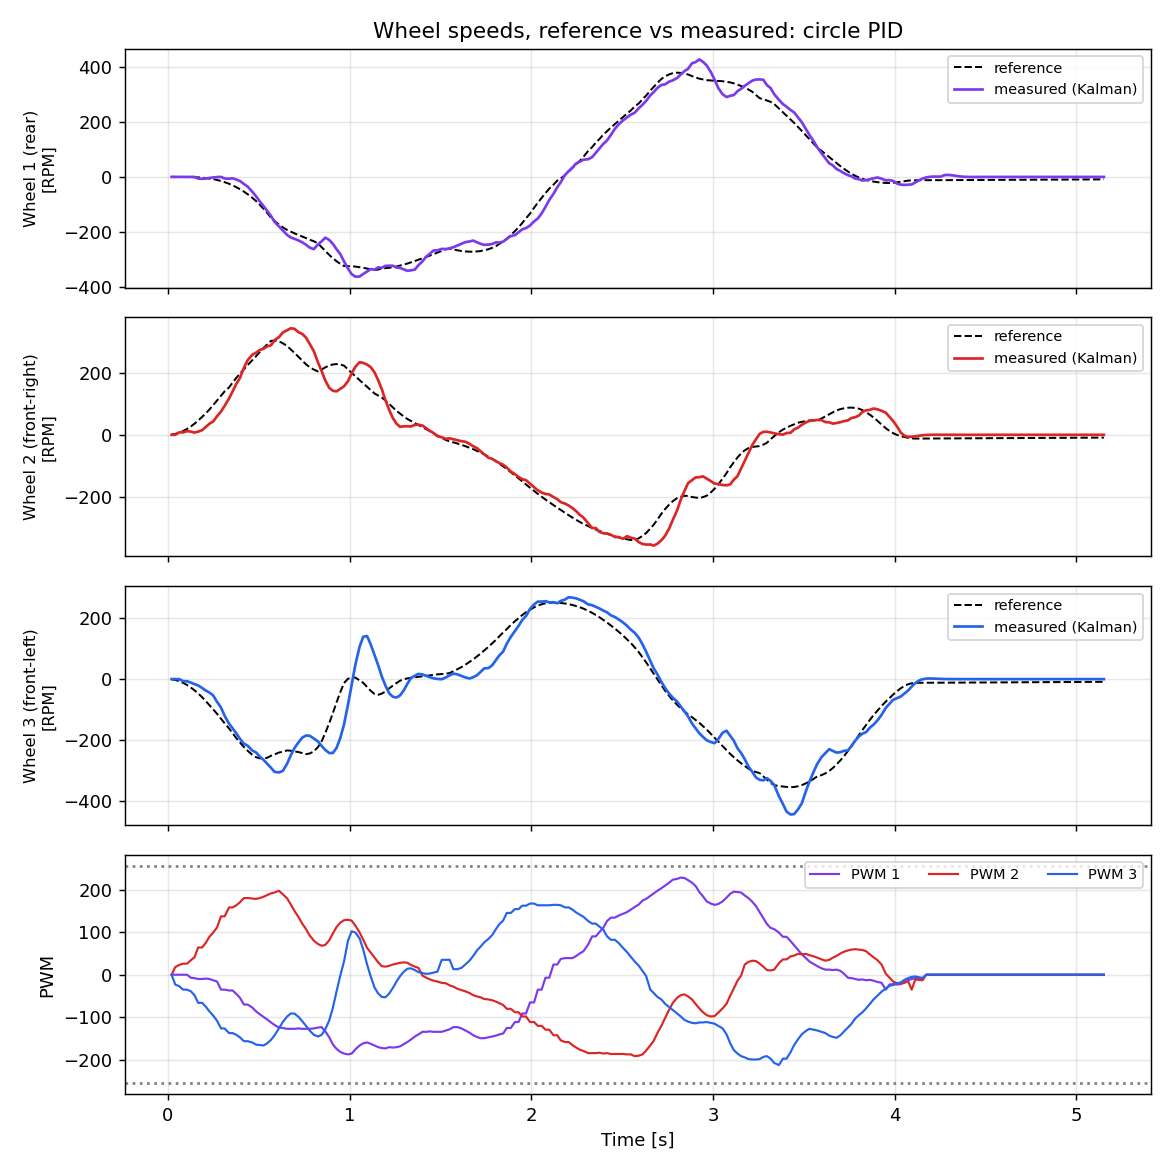 Wheel speeds, reference vs measured: circle PID
Wheel 1 (rear)
[RPM]
400
200
0
−200
−400
reference
measured (Kalman)
Wheel 2 (front-right)
[RPM]
200
0
−200
reference
measured (Kalman)
Wheel 3 (front-left)
[RPM]
200
0
−200
−400
reference
measured (Kalman)
PWM
200
100
0
−100
−200
PWM 1 PWM 2 PWM 3
0 1 2 3 4 5
Time [s]